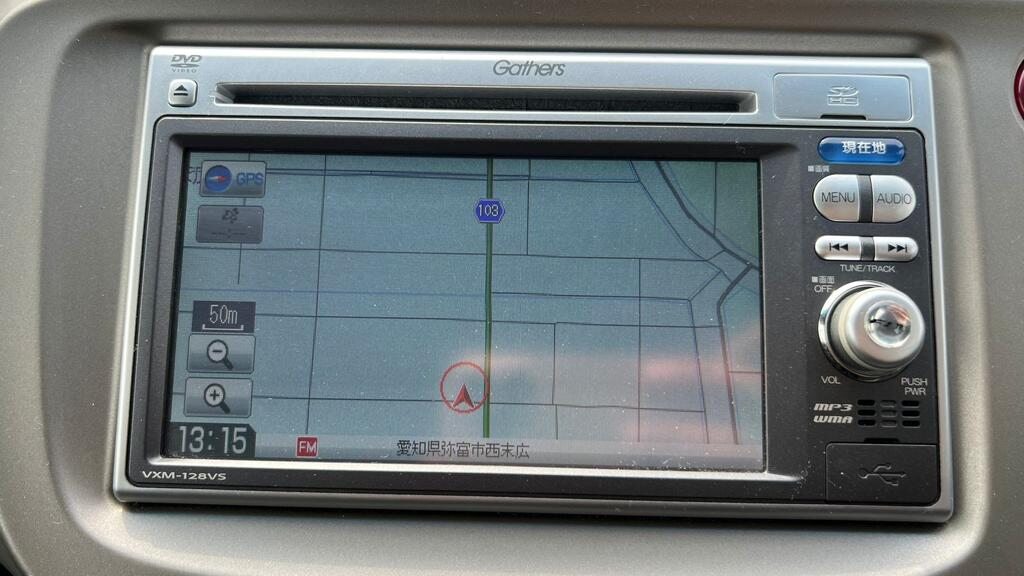 DVD
VIDEO
Gathers
SD
HC
現在地
■画質
MENU
AUDIO
TUNE/TRACK
■画面
OFF
VOL
PUSH
PWR
MP3
WMA
GPS
103
50m
13:15
FM
愛知県弥富市西末広
VXM-128VS